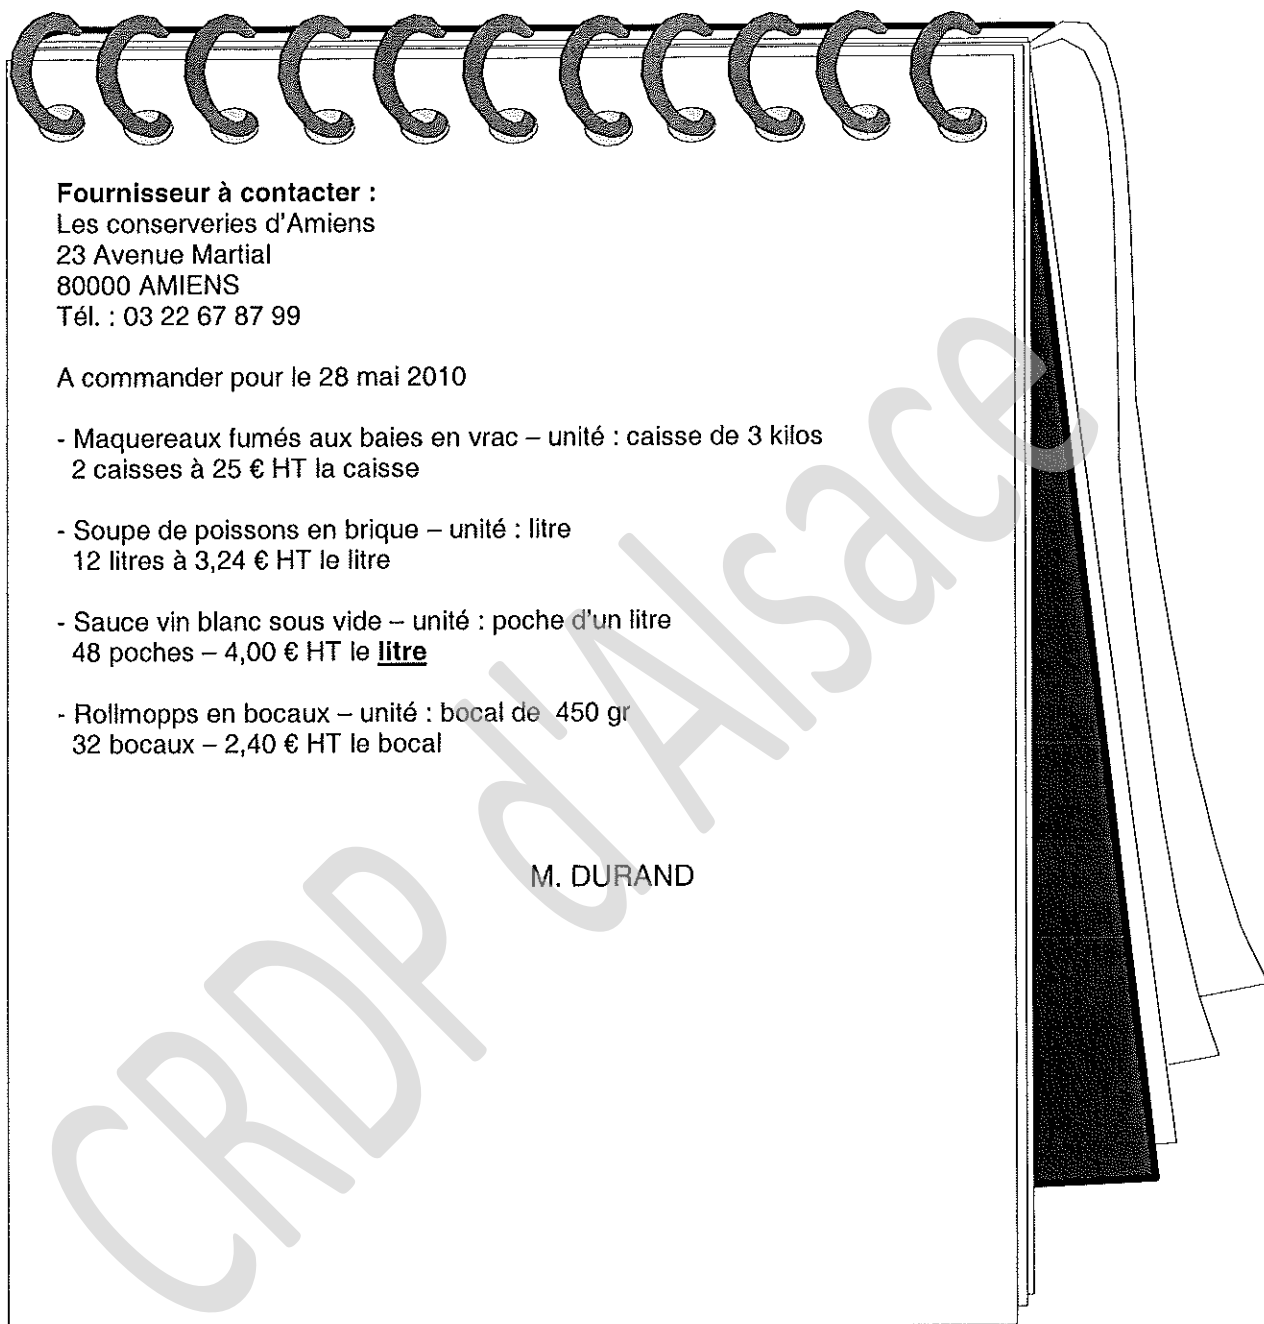 Fournisseur à contacter :
Les conserveries d'Amiens
23 Avenue Martial
80000 AMIENS
Tél. : 03 22 67 87 99
A commander pour le 28 mai 2010
- Maquereaux fumés aux baies en vrac – unité : caisse de 3 kilos
2 caisses à 25 € HT la caisse
- Soupe de poissons en brique – unité : litre
12 litres à 3,24 € HT le litre
- Sauce vin blanc sous vide – unité : poche d'un litre
48 poches – 4,00 € HT le litre
- Rollmopps en bocaux – unité : bocal de 450 gr
32 bocaux – 2,40 € HT le bocal
M. DURAND
CRDP d'Alsace